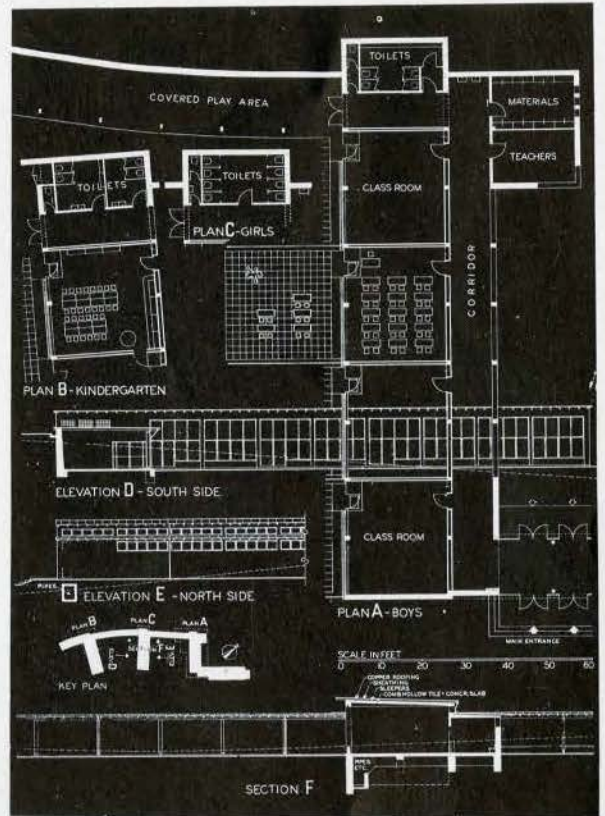 TOILETS
COVERED PLAY AREA
MATERIALS
TEACHERS
TOILETS
TOILETS
CLASS ROOM
PLAN C-GIRLS
CORRIDOR
PLAN B-KINDERGARTEN
ELEVATION D - SOUTH SIDE
CLASS ROOM
PIPES
ELEVATION E - NORTH SIDE
PLAN A-BOYS
MAIN ENTRANCE
PLAN B
PLAN C
PLAN A
KEY PLAN
SCALE IN FEET
0 10 20 30 40 50 60
COPPER ROOFING
SHEATHING
SLEEPERS
COMB. HOLLOW TILE + CONCR. SLAB
PIPES
ETC.
SECTION F